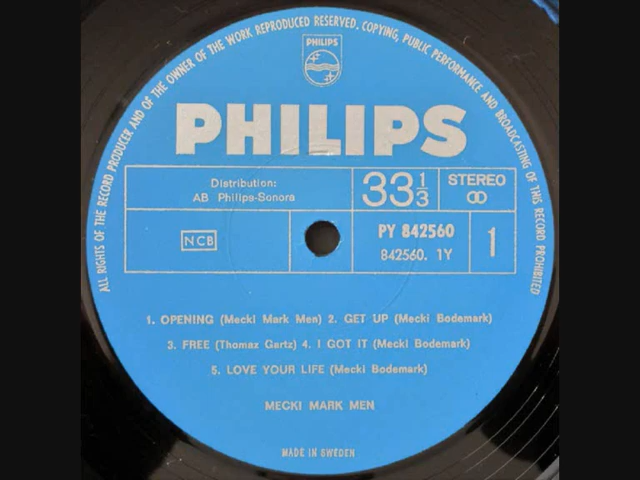 ALL RIGHTS OF THE RECORD PRODUCER AND OF THE OWNER OF THE WORK REPRODUCED RESERVED. COPYING, PUBLIC PERFORMANCE AND BROADCASTING OF THIS RECORD PROHIBITED
PHILIPS
PHILIPS
Distribution:
AB Philips-Sonora
33 1/3
STEREO
NCB
PY 842560
842560. 1Y
1
1. OPENING (Mecki Mark Men) 2. GET UP (Mecki Bodemark)
3. FREE (Thomaz Gartz) 4. I GOT IT (Mecki Bodemark)
5. LOVE YOUR LIFE (Mecki Bodemark)
MECKI MARK MEN
MADE IN SWEDEN